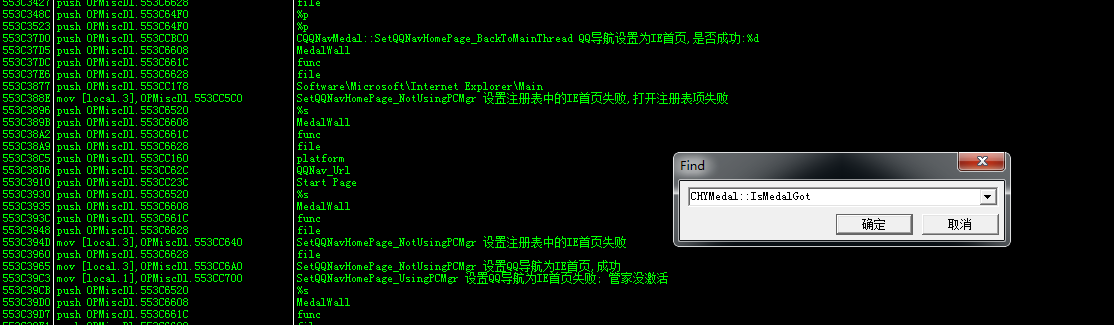 553C3427 push OPMiscDl.553C6628 file
553C348C push OPMiscDl.553C64F0 %p
553C3523 push OPMiscDl.553C64F0 %p
553C37D0 push OPMiscDl.553CCBC0 CQQNavMedal::SetQQNavHomePage_BackToMainThread QQ导航设置为IE首页,是否成功:%d
553C37D5 push OPMiscDl.553C6608 MedalWall
553C37DC push OPMiscDl.553C661C func
553C37E6 push OPMiscDl.553C6628 file
553C3877 push OPMiscDl.553CC178 Software\Microsoft\Internet Explorer\Main
553C388E mov [local.3],OPMiscDl.553CC5C0 SetQQNavHomePage_NotUsingPCMgr 设置注册表中的IE首页失败,打开注册表项失败
553C3896 push OPMiscDl.553C6520 %s
553C389B push OPMiscDl.553C6608 MedalWall
553C38A2 push OPMiscDl.553C661C func
553C38A9 push OPMiscDl.553C6628 file
553C38C5 push OPMiscDl.553CC160 platform
553C38D6 push OPMiscDl.553CC62C QQNav_Url
553C3910 push OPMiscDl.553CC23C Start Page
553C3930 push OPMiscDl.553C6520 %s
553C3935 push OPMiscDl.553C6608 MedalWall
553C393C push OPMiscDl.553C661C func
553C3948 push OPMiscDl.553C6628 file
553C394D mov [local.3],OPMiscDl.553CC640 SetQQNavHomePage_NotUsingPCMgr 设置注册表中的IE首页失败
553C3960 push OPMiscDl.553C6628 file
553C3965 mov [local.3],OPMiscDl.553CC6A0 SetQQNavHomePage_NotUsingPCMgr 设置QQ导航为IE首页,成功
553C39C3 mov [local.1],OPMiscDl.553CC700 SetQQNavHomePage_UsingPCMgr 设置QQ导航为IE首页失败: 管家没激活
553C39CB push OPMiscDl.553C6520 %s
553C39D0 push OPMiscDl.553C6608 MedalWall
553C39D7 push OPMiscDl.553C661C func
Find
CHYMedal::IsMedalGot
确定 取消